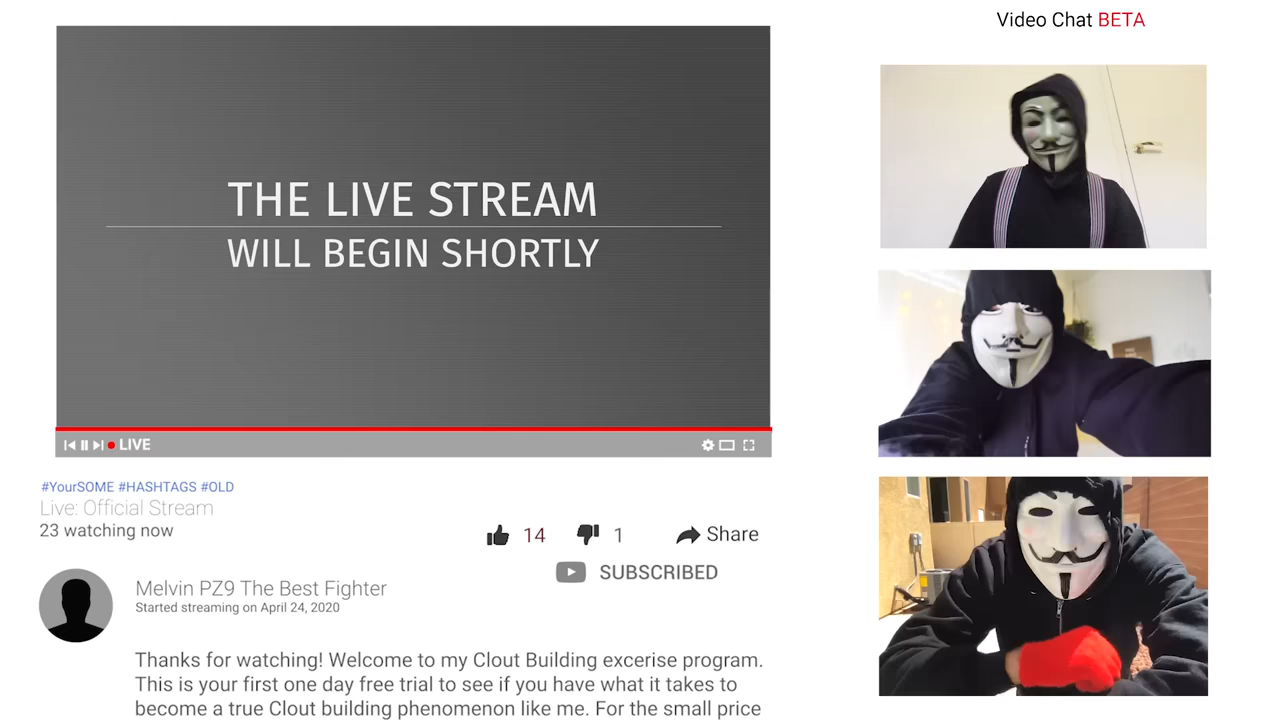 Video Chat BETA
THE LIVE STREAM
WILL BEGIN SHORTLY
LIVE
#YourSOME #HASHTAGS #OLD
Live: Official Stream
23 watching now
14
1
Share
SUBSCRIBED
Melvin PZ9 The Best Fighter
Started streaming on April 24, 2020
Thanks for watching! Welcome to my Clout Building excerise program.
This is your first one day free trial to see if you have what it takes to
become a true Clout building phenomenon like me. For the small price